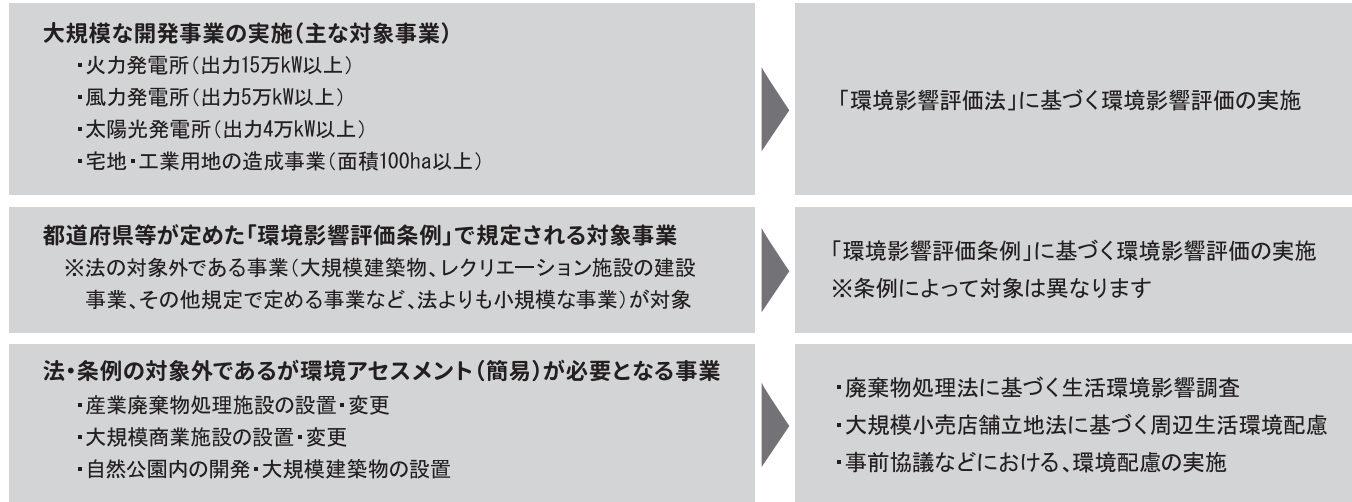 大規模な開発事業の実施（主な対象事業）
・火力発電所（出力15万kW以上）
・風力発電所（出力5万kW以上）
・太陽光発電所（出力4万kW以上）
・宅地・工業用地の造成事業（面積100ha以上）
「環境影響評価法」に基づく環境影響評価の実施
都道府県等が定めた「環境影響評価条例」で規定される対象事業
※法の対象外である事業（大規模建築物、レクリエーション施設の建設
事業、その他規定で定める事業など、法よりも小規模な事業）が対象
「環境影響評価条例」に基づく環境影響評価の実施
※条例によって対象は異なります
法・条例の対象外であるが環境アセスメント（簡易）が必要となる事業
・産業廃棄物処理施設の設置・変更
・大規模商業施設の設置・変更
・自然公園内の開発・大規模建築物の設置
・廃棄物処理法に基づく生活環境影響調査
・大規模小売店舗立地法に基づく周辺生活環境配慮
・事前協議などにおける、環境配慮の実施